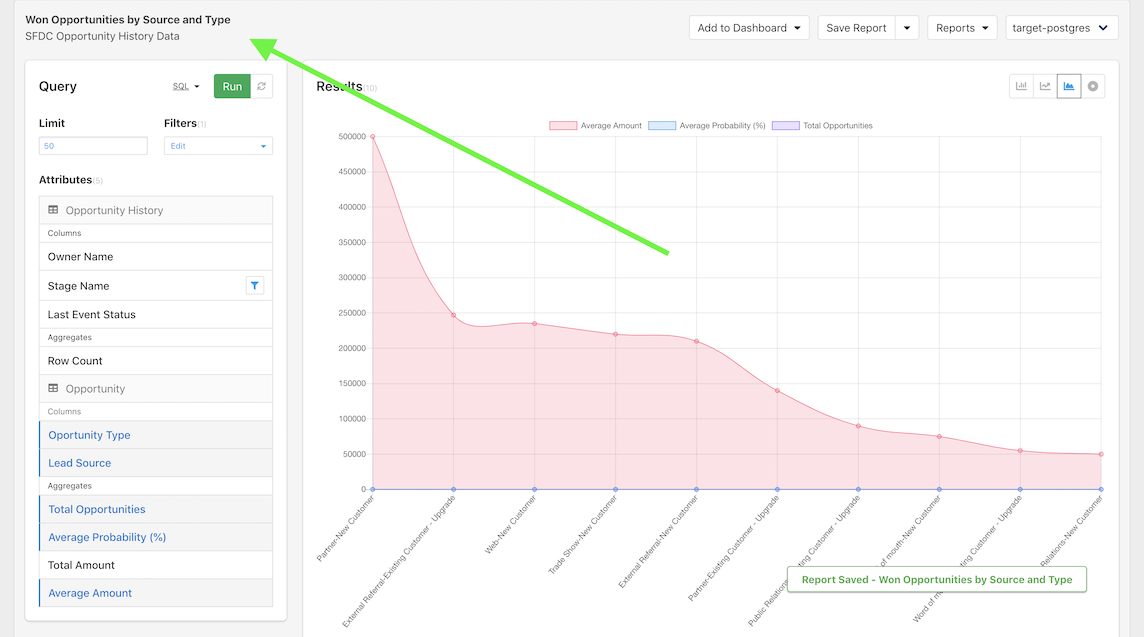 Won Opportunities by Source and Type
SFDC Opportunity History Data
Add to Dashboard
Save Report
Reports
target-postgres
Query
SQL
Run
Limit
Filters(1)
50
Edit
Attributes(5)
Opportunity History
Columns
Owner Name
Stage Name
Last Event Status
Aggregates
Row Count
Opportunity
Columns
Oportunity Type
Lead Source
Aggregates
Total Opportunities
Average Probability (%)
Total Amount
Average Amount
Results(10)
Average Amount
Average Probability (%)
Total Opportunities
500000
450000
400000
350000
300000
250000
200000
150000
100000
50000
0
Partner-New Customer
External Referral-Existing Customer - Upgrade
Web-New Customer
Trade Show-New Customer
External Referral-New Customer
Partner-Existing Customer - Upgrade
Public Relations
ting Customer - Upgrade
of mouth-New Customer
Word of m
ting Customer - Upgrade
Relations-New Customer
Report Saved - Won Opportunities by Source and Type